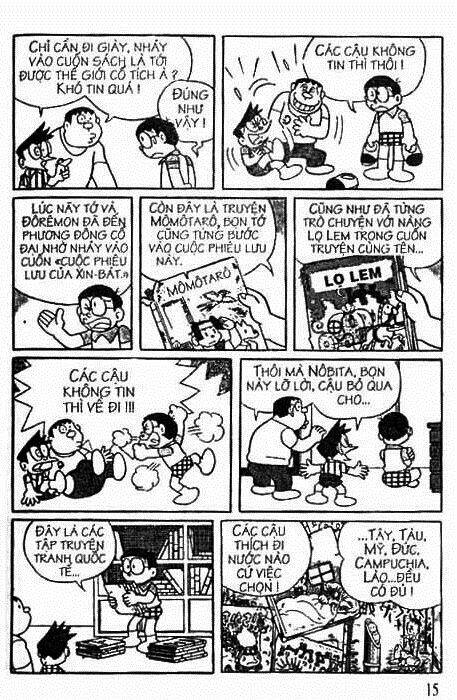 CHỈ CẦN ĐI GIÀY, NHẢY
VÀO CUỐN SÁCH LÀ TỚI
ĐƯỢC THẾ GIỚI CỔ TÍCH À ?
KHÓ TIN QUÁ !
ĐÚNG
NHƯ
VẬY !
CÁC CẬU KHÔNG
TIN THÌ THÔI !
LÚC NÃY TỚ VÀ
ĐÔRÊMON ĐÃ ĐẾN
PHƯƠNG ĐÔNG CỔ
ĐẠI NHỜ NHẢY VÀO
CUỐN «CUỘC PHIÊU
LƯU CỦA XIN-BÁT.»
CÒN ĐÂY LÀ TRUYỆN
MÔMÔTARÔ, BỌN TỚ
CŨNG TỪNG BƯỚC
VÀO CUỘC PHIÊU LƯU
NÀY.
MÔMÔTARÔ
CŨNG NHƯ ĐÃ TỪNG
TRÒ CHUYỆN VỚI NÀNG
LỌ LEM TRONG CUỐN
TRUYỆN CÙNG TÊN...
LỌ LEM
CÁC CẬU
KHÔNG TIN
THÌ VỀ ĐI !!!
THÔI MÀ NÔBITA, BỌN
NÀY LỠ LỜI, CẬU BỎ QUA
CHO...
ĐÂY LÀ CÁC
TẬP TRUYỆN
TRANH QUỐC
TẾ...
CÁC CẬU
THÍCH ĐI
NƯỚC NÀO
CỨ VIỆC
CHỌN !
...TÂY, TÀU,
MỸ, ĐỨC,
CAMPUCHIA,
LÀO...ĐỀU
CÓ ĐỦ !
15